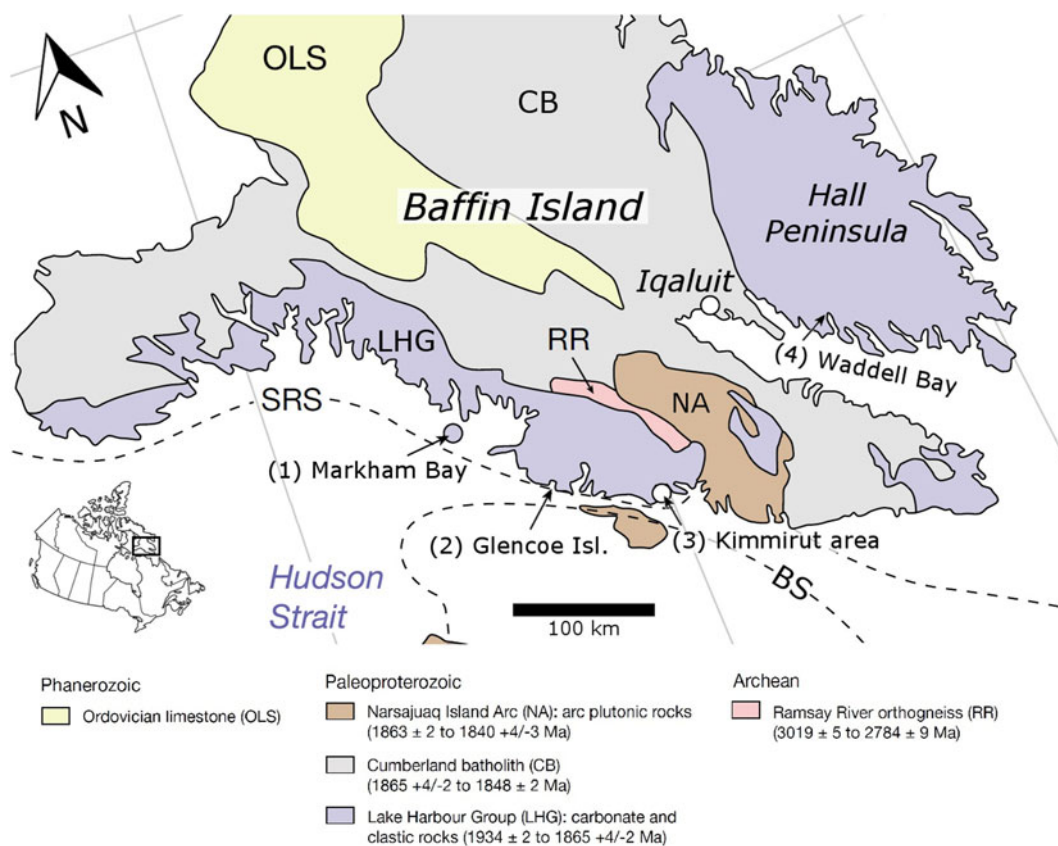 OLS
CB
N
Baffin Island
Hall
Peninsula
Iqaluit
LHG
RR
(4) Waddell Bay
NA
SRS
(1) Markham Bay
(2) Glencoe Isl.
(3) Kimmirut area
Hudson
Strait
BS
100 km
Phanerozoic
Ordovician limestone (OLS)
Paleoproterozoic
Narsajuaq Island Arc (NA): arc plutonic rocks
(1863 ± 2 to 1840 +4/-3 Ma)
Cumberland batholith (CB)
(1865 +4/-2 to 1848 ± 2 Ma)
Lake Harbour Group (LHG): carbonate and
clastic rocks (1934 ± 2 to 1865 +4/-2 Ma)
Archean
Ramsay River orthogneiss (RR)
(3019 ± 5 to 2784 ± 9 Ma)